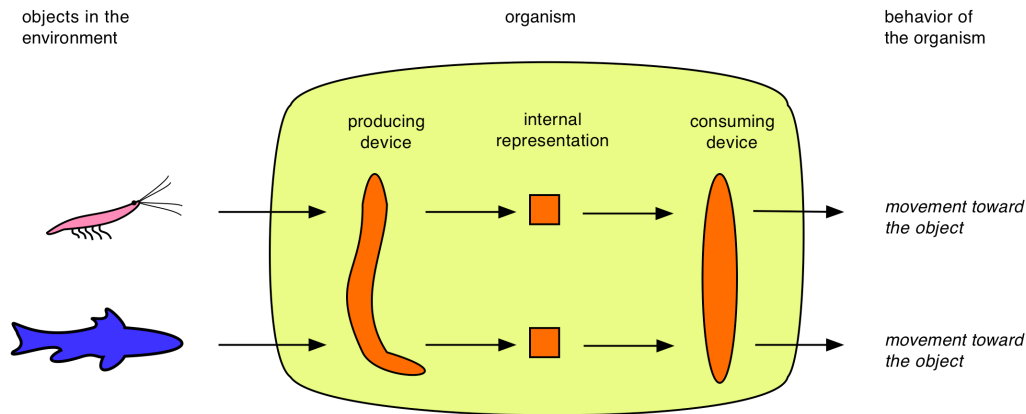 objects in the
environment
organism
behavior of
the organism
producing
device
internal
representation
consuming
device
movement toward
the object
movement toward
the object